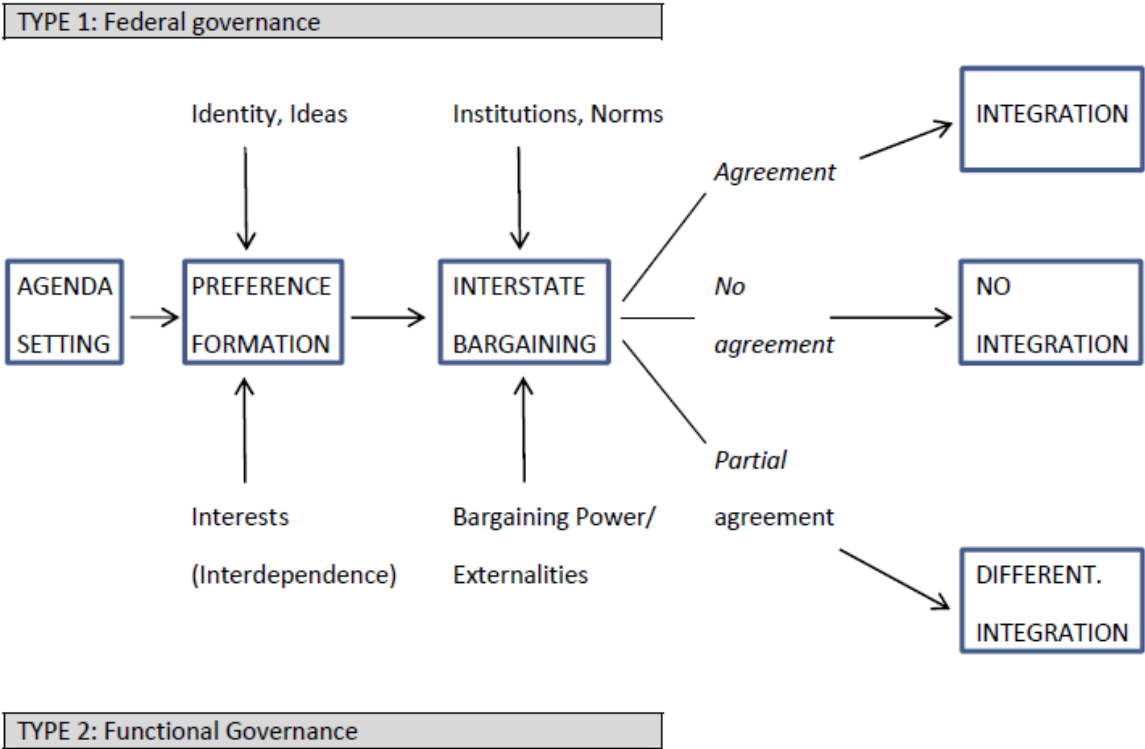 TYPE 1: Federal governance
Identity, Ideas
Institutions, Norms
INTEGRATION
Agreement
AGENDA
SETTING
PREFERENCE
FORMATION
INTERSTATE
BARGAINING
No
agreement
NO
INTEGRATION
Partial
agreement
Interests
(Interdependence)
Bargaining Power/
Externalities
DIFFERENT.
INTEGRATION
TYPE 2: Functional Governance